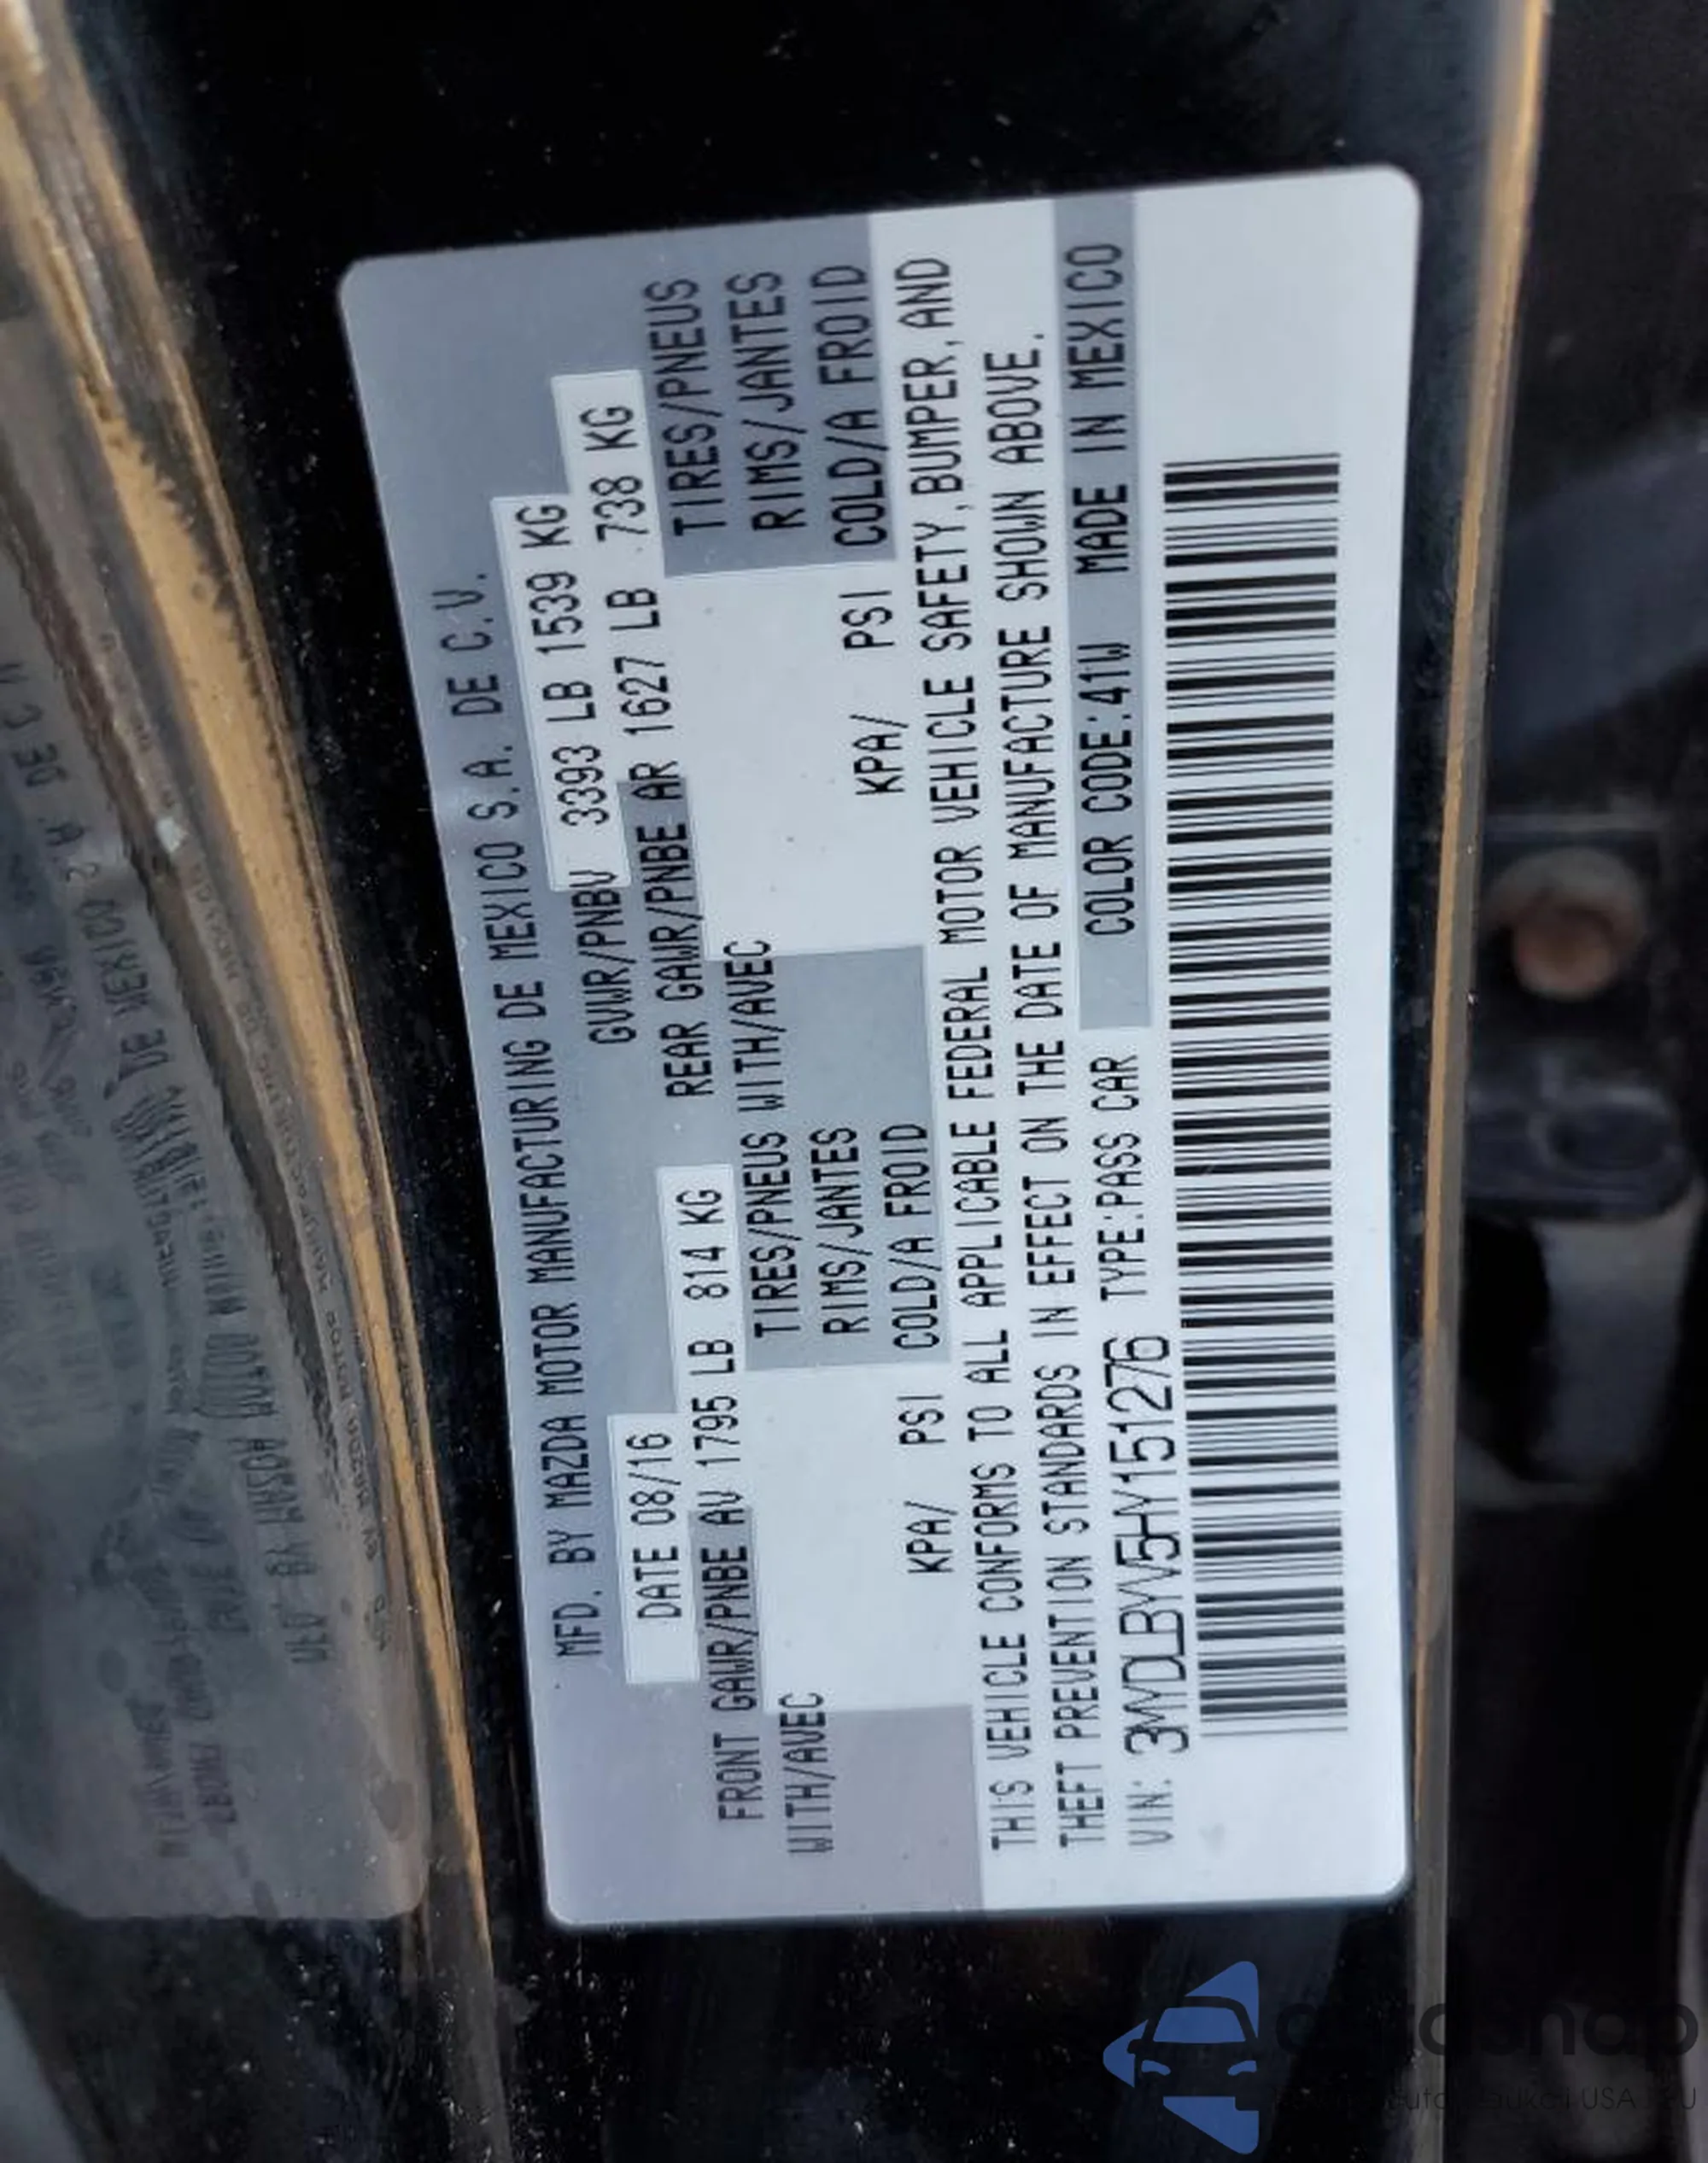 MFD. BY MAZDA MOTOR MANUFACTURING DE MEXICO S.A. DE C.V.
DATE 08/16 GVWR/PNBV 3393 LB 1539 KG
FRONT GAWR/PNBE AV 1795 LB 814 KG REAR GAWR/PNBE AR 1627 LB 738 KG
WITH/AVEC TIRES/PNEUS WITH/AVEC TIRES/PNEUS
RIMS/JANTES RIMS/JANTES
KPA/ PSI COLD/A FROID KPA/ PSI COLD/A FROID
THIS VEHICLE CONFORMS TO ALL APPLICABLE FEDERAL MOTOR VEHICLE SAFETY, BUMPER, AND
THEFT PREVENTION STANDARDS IN EFFECT ON THE DATE OF MANUFACTURE SHOWN ABOVE.
VIN: 3MYDLBYV5HY151276 TYPE:PASS CAR COLOR CODE:41W MADE IN MEXICO